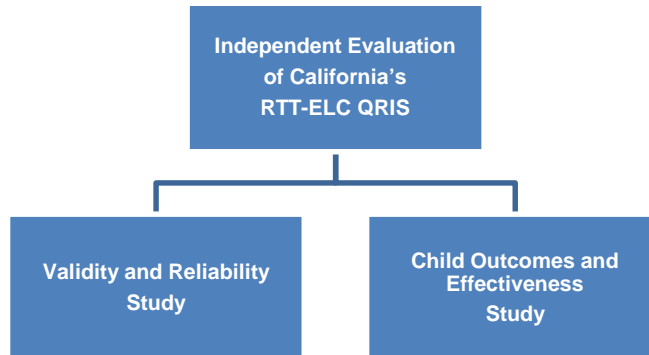 Independent Evaluation
of California's
RTT-ELC QRIS
Validity and Reliability
Study
Child Outcomes and
Effectiveness
Study